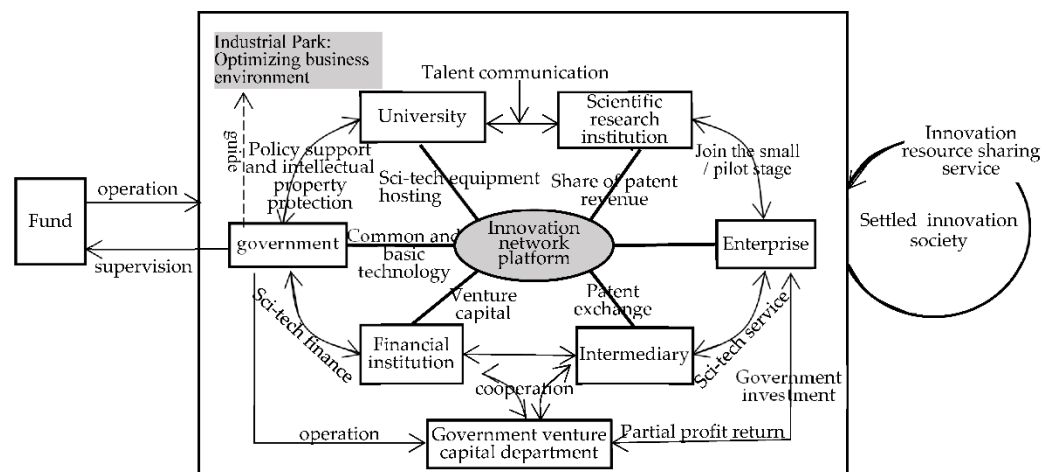 Industrial Park:
Optimizing business
environment
Talent communication
University
Scientific
research
institution
Innovation
resource sharing
service
guide
Policy support
and intellectual
property
protection
Sci-tech equipment
hosting
Share of patent
revenue
Join the small
/ pilot stage
operation
Fund
supervision
government
Common and
basic
technology
Innovation
network
platform
Enterprise
Settled innovation
society
Venture
capital
Patent
exchange
Sci-tech finance
Financial
institution
Intermediary
Sci-tech service
cooperation
Government
investment
operation
Government venture
capital department
Partial profit return